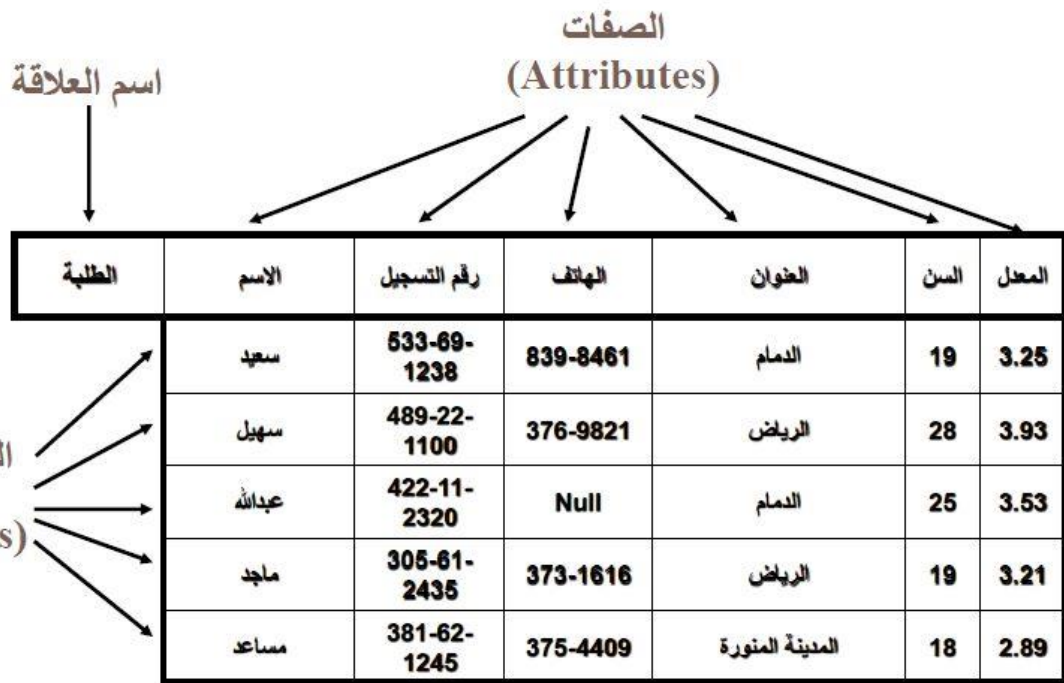 الصفات
(Attributes)
اسم العلاقة
الطلبة الاسم رقم التسجيل الهاتف العنوان السن المعدل
سعيد 533-69-1238 839-8461 الدمام 19 3.25
سهيل 489-22-1100 376-9821 الرياض 28 3.93
عبدالله 422-11-2320 Null الدمام 25 3.53
ماجد 305-61-2435 373-1616 الرياض 19 3.21
مساعد 381-62-1245 375-4409 المدينة المنورة 18 2.89